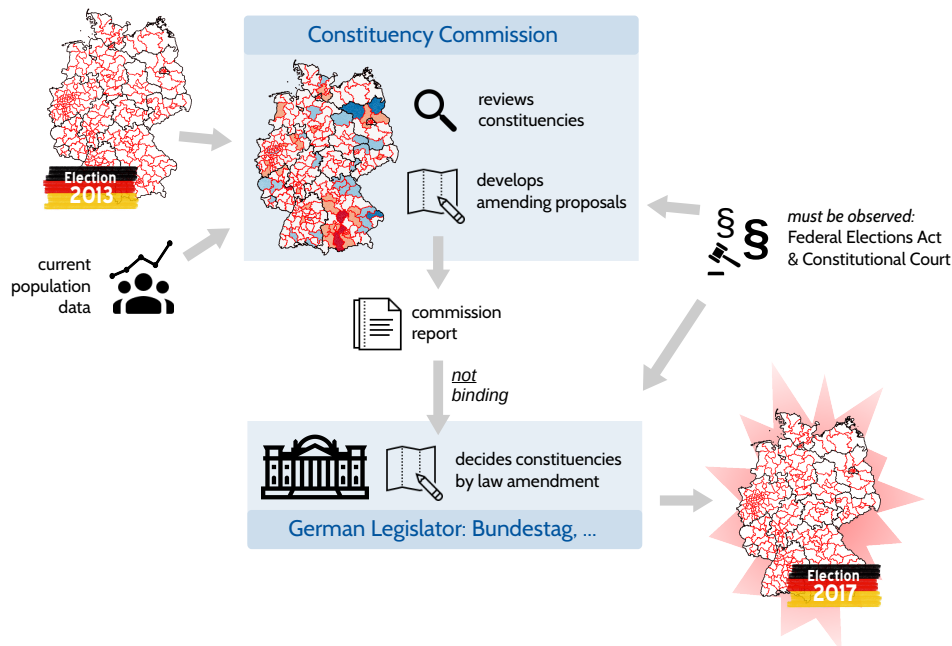 Constituency Commission
Election
2013
reviews
constituencies
develops
amending proposals
§
§
must be observed:
Federal Elections Act
& Constitutional Court
current
population
data
commission
report
not
binding
decides constituencies
by law amendment
German Legislator: Bundestag, ...
Election
2017